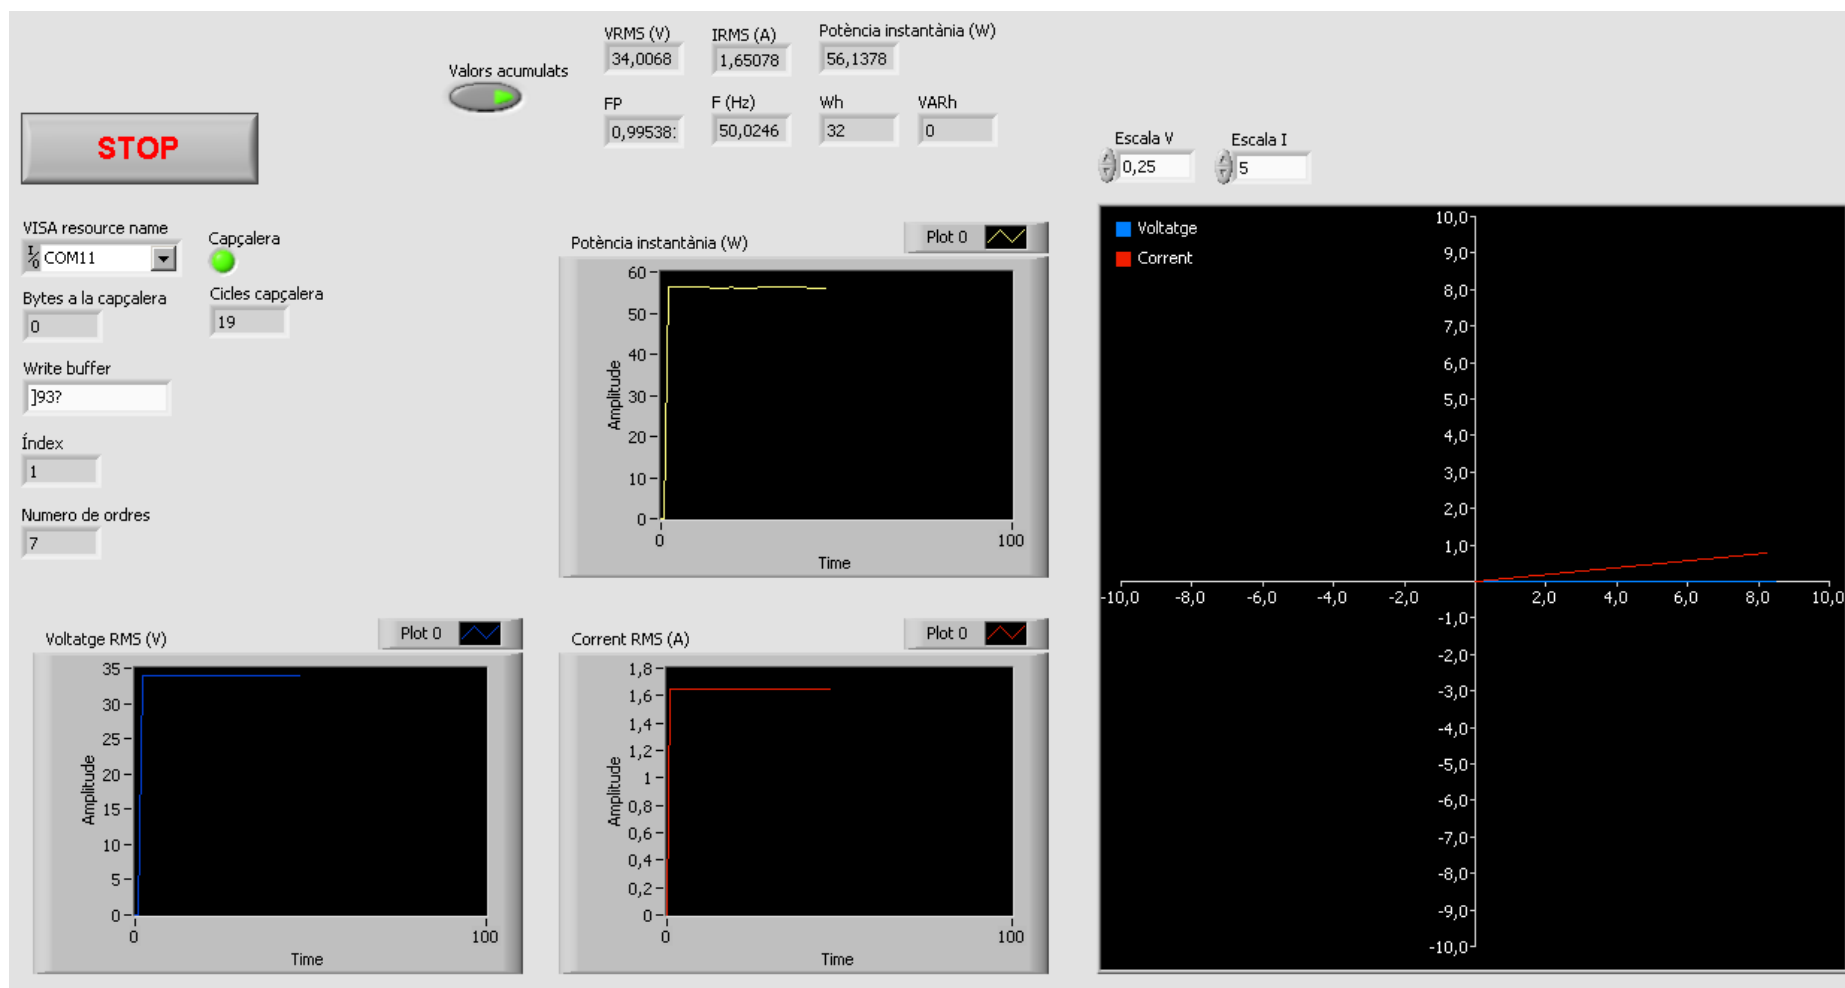 VRMS (V) IRMS (A) Potència instantània (W)
34,0068 1,65078 56,1378
Valors acumulats
FP F (Hz) Wh VARh
0,99538: 50,0246 32 0
STOP
Escala V Escala I
0,25 5
VISA resource name
COM11
Capçalera
Bytes a la capçalera
0
Cicles capçalera
19
Write buffer
]93?
Índex
1
Numero de ordres
7
Potència instantània (W) Plot 0
60
50
40
30
20
10
0
Amplitude
0 100
Time
Voltatge RMS (V) Plot 0
35
30
25
20
15
10
5
0
Amplitude
0 100
Time
Corrent RMS (A) Plot 0
1,8
1,6
1,4
1,2
1
0,8
0,6
0,4
0,2
0
Amplitude
0 100
Time
Voltatge
Corrent
10,0
9,0
8,0
7,0
6,0
5,0
4,0
3,0
2,0
1,0
-10,0 -8,0 -6,0 -4,0 -2,0 2,0 4,0 6,0 8,0 10,0
-1,0
-2,0
-3,0
-4,0
-5,0
-6,0
-7,0
-8,0
-9,0
-10,0